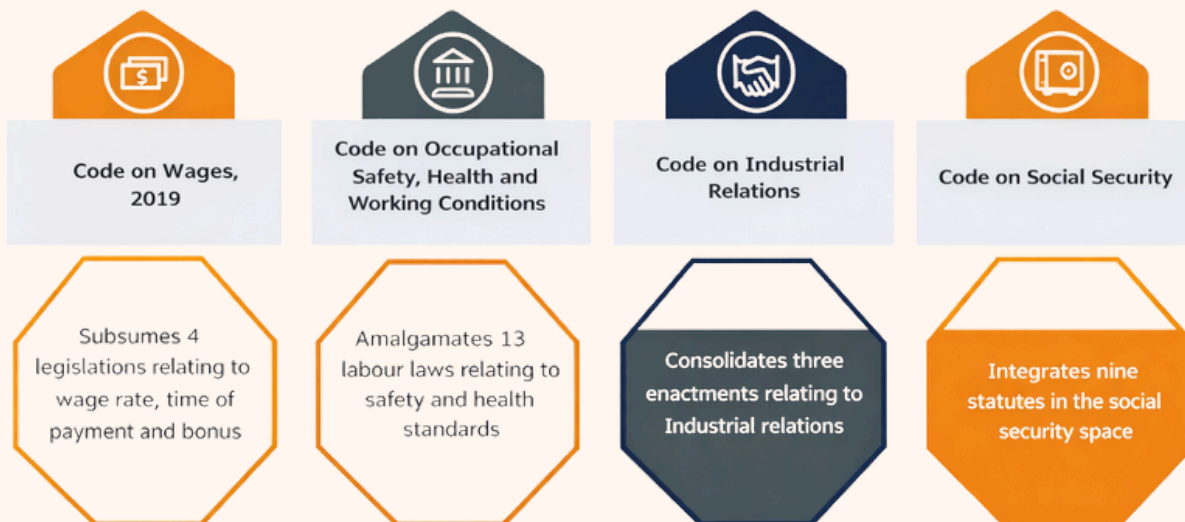 $
Code on Wages,
2019
Code on Occupational
Safety, Health and
Working Conditions
Code on Industrial
Relations
Code on Social Security
Subsumes 4
legislations relating to
wage rate, time of
payment and bonus
Amalgamates 13
labour laws relating to
safety and health
standards
Consolidates three
enactments relating to
Industrial relations
Integrates nine
statutes in the social
security space